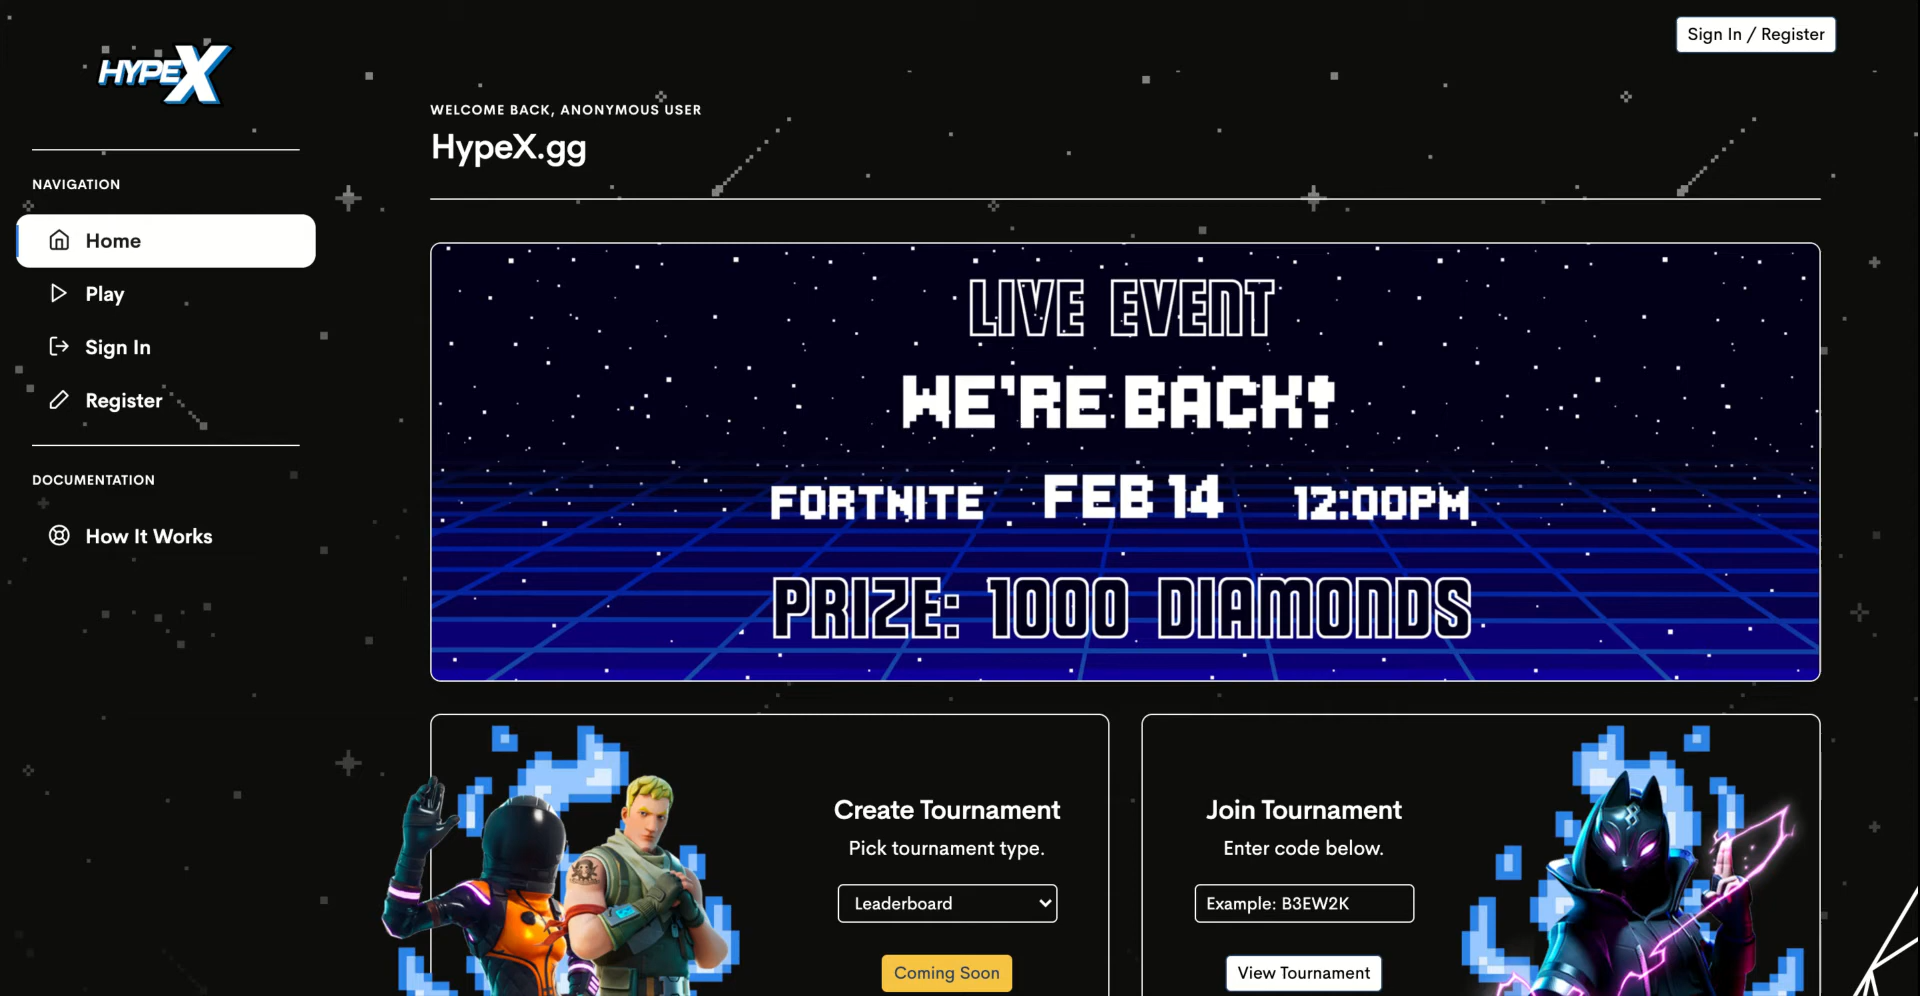 HYPEX
Sign In / Register
WELCOME BACK, ANONYMOUS USER
HypeX.gg
NAVIGATION
Home
Play
Sign In
Register
DOCUMENTATION
How It Works
LIVE EVENT
WE'RE BACK!
FORTNITE FEB 14 12:00PM
PRIZE: 1000 DIAMONDS
Create Tournament
Pick tournament type.
Leaderboard
Coming Soon
Join Tournament
Enter code below.
Example: B3EW2K
View Tournament